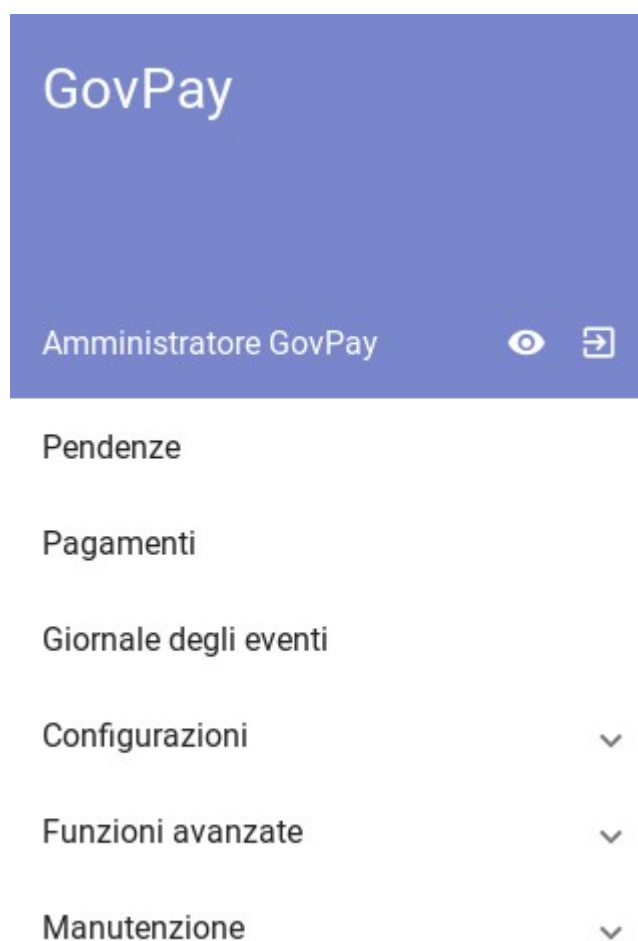 GovPay
Amministratore GovPay
Pendenze
Pagamenti
Giornale degli eventi
Configurazioni
Funzioni avanzate
Manutenzione